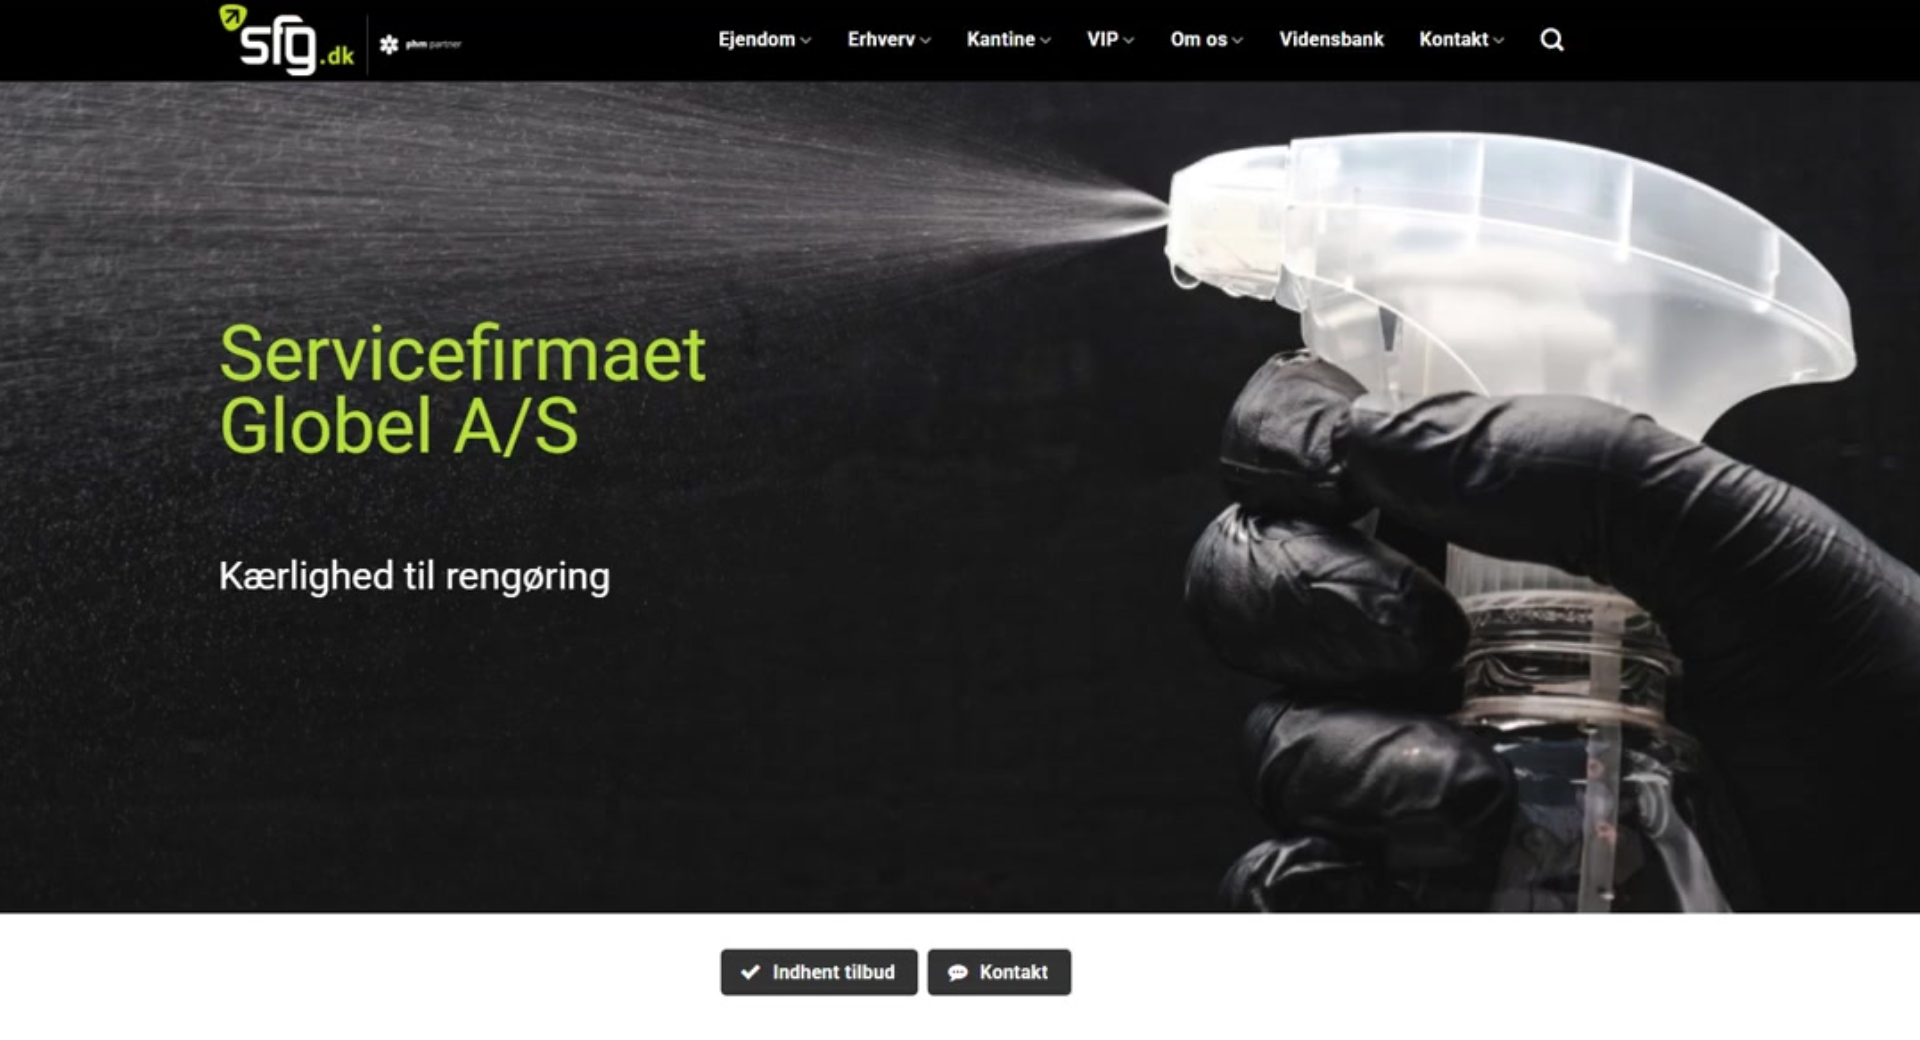 sfg.dk
phm partner
Ejendom
Erhverv
Kantine
VIP
Om os
Vidensbank
Kontakt
Servicefirmaet
Globel A/S
Kærlighed til rengøring
Indhent tilbud
Kontakt